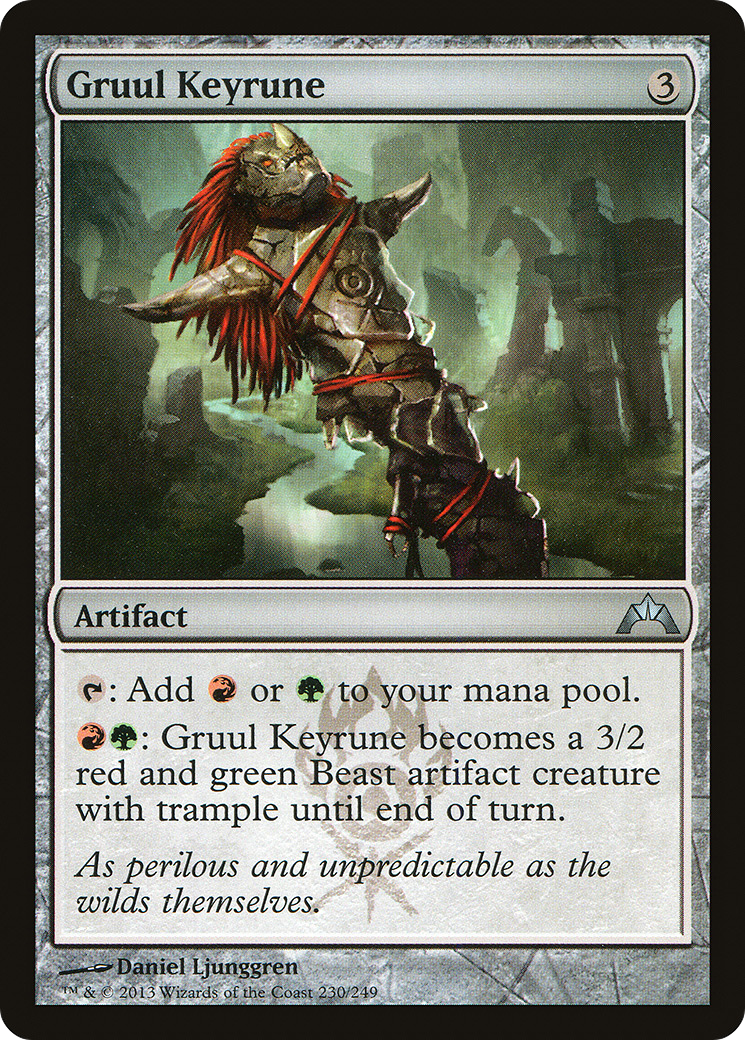 Gruul Keyrune 3
Artifact
: Add or to your mana pool.
: Gruul Keyrune becomes a 3/2
red and green Beast artifact creature
with trample until end of turn.
As perilous and unpredictable as the
wilds themselves.
Daniel Ljunggren
™ & © 2013 Wizards of the Coast 230/249